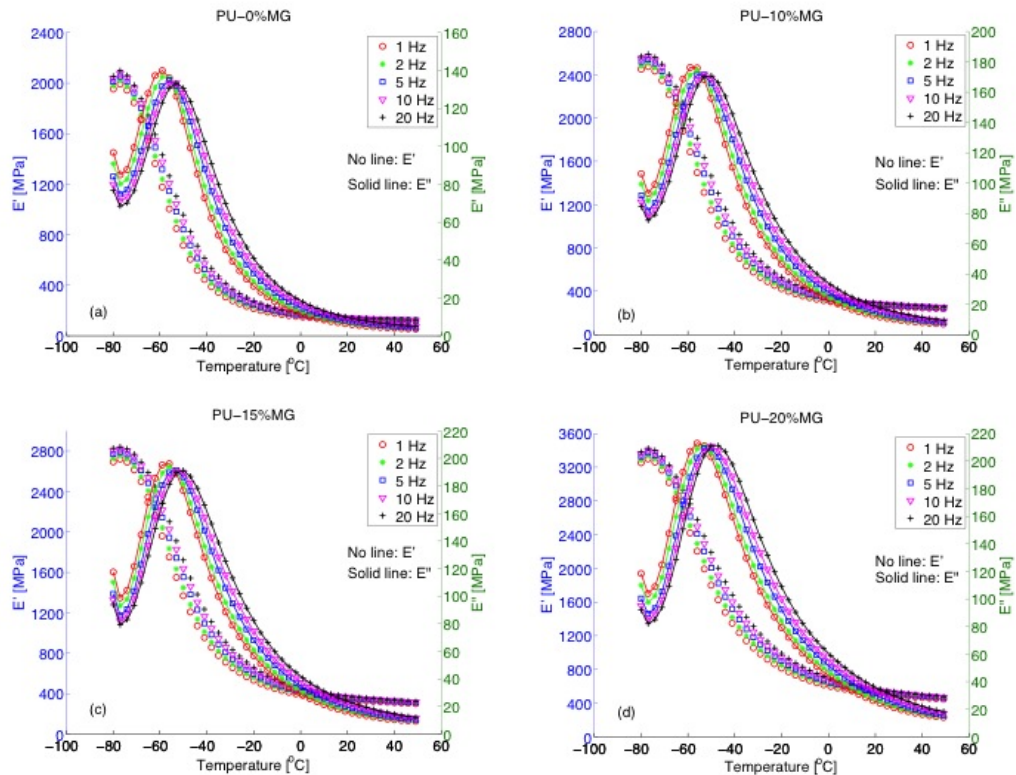 PU−0%MG
2400
2000
1600
1200
800
400
0
E' [MPa]
160
140
120
100
80
60
40
20
0
E" [MPa]
1 Hz
2 Hz
5 Hz
10 Hz
20 Hz
No line: E'
Solid line: E"
(a)
−100 −80 −60 −40 −20 0 20 40 60
Temperature [°C]
PU−10%MG
2800
2400
2000
1600
1200
800
400
0
E' [MPa]
200
180
160
140
120
100
80
60
40
20
0
E" [MPa]
1 Hz
2 Hz
5 Hz
10 Hz
20 Hz
No line: E'
Solid line: E"
(b)
−100 −80 −60 −40 −20 0 20 40 60
Temperature [°C]
PU−15%MG
2800
2400
2000
1600
1200
800
400
0
E' [MPa]
220
200
180
160
140
120
100
80
60
40
20
0
E" [MPa]
1 Hz
2 Hz
5 Hz
10 Hz
20 Hz
No line: E'
Solid line: E"
(c)
−100 −80 −60 −40 −20 0 20 40 60
Temperature [°C]
PU−20%MG
3600
3200
2800
2400
2000
1600
1200
800
400
0
E' [MPa]
220
200
180
160
140
120
100
80
60
40
20
0
E" [MPa]
1 Hz
2 Hz
5 Hz
10 Hz
20 Hz
No line: E'
Solid line: E"
(d)
−100 −80 −60 −40 −20 0 20 40 60
Temperature [°C]